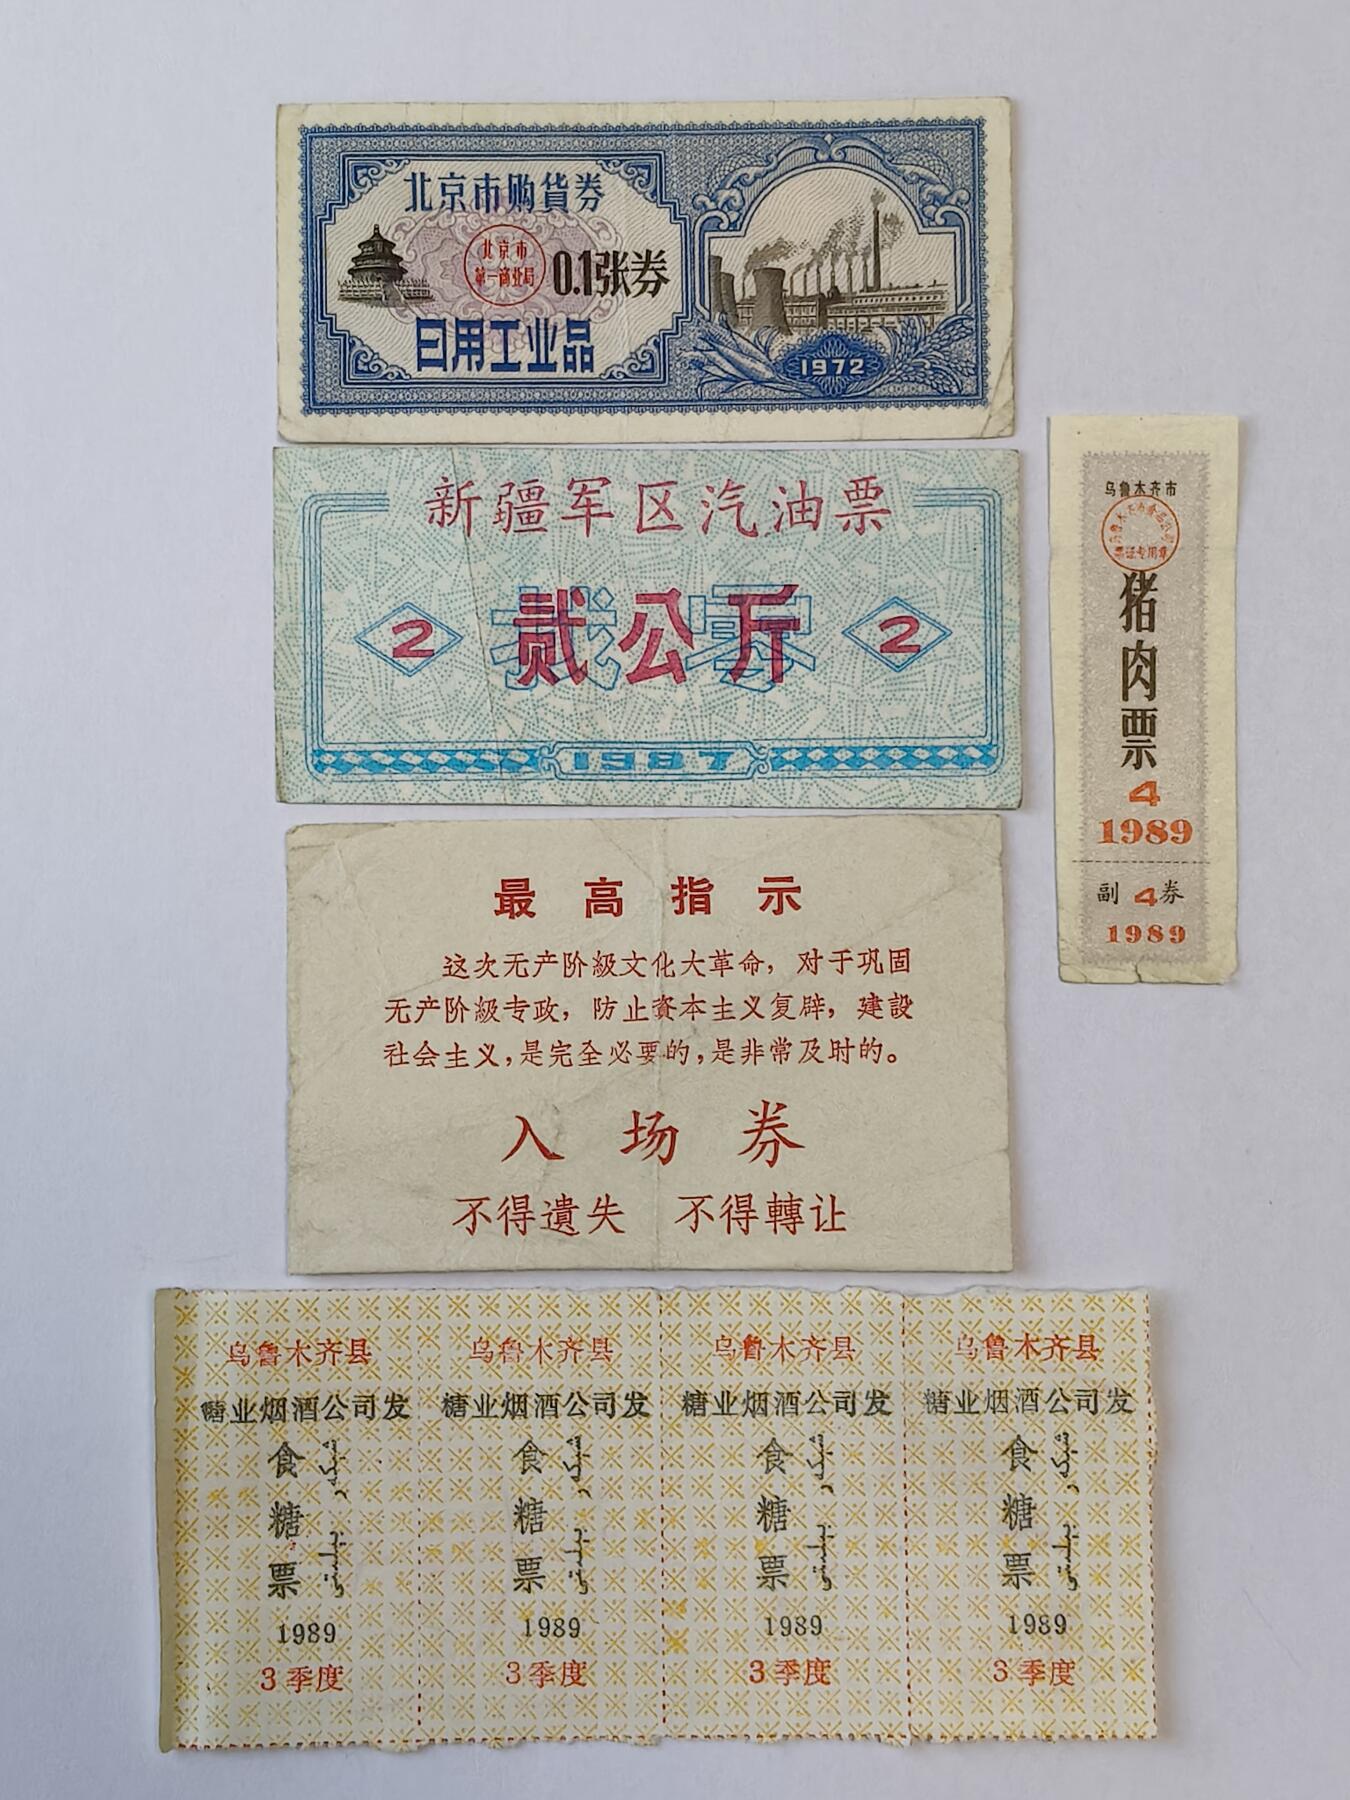 北京市购货券
北京市
第一商业局
0.1张券
日用工业品
1972
新疆军区汽油票
2
贰公斤
2
1987
乌鲁木齐市
票证专用章
猪肉票
4
1989
副4券
1989
最高指示
这次无产阶級文化大革命，对于巩固
无产阶級专政，防止資本主义复辟，建設
社会主义，是完全必要的，是非常及时的。
入场券
不得遺失 不得轉让
乌鲁木齐县
糖业烟酒公司发
食糖票
1989
3季度
乌鲁木齐县
糖业烟酒公司发
食糖票
1989
3季度
乌鲁木齐县
糖业烟酒公司发
食糖票
1989
3季度
乌鲁木齐县
糖业烟酒公司发
食糖票
1989
3季度